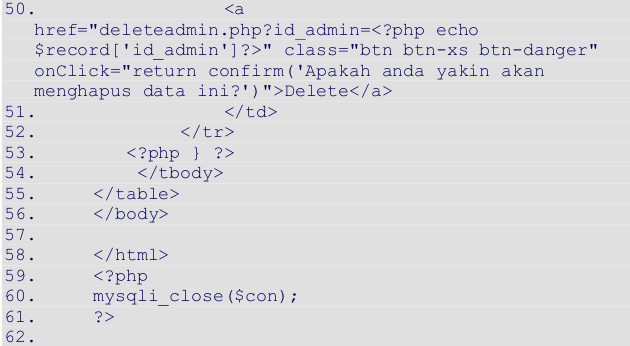 50. <a
href="deleteadmin.php?id_admin=<?php echo
$record['id_admin']?>" class="btn btn-xs btn-danger"
onClick="return confirm('Apakah anda yakin akan
menghapus data ini?')">Delete</a>
51. </td>
52. </tr>
53. <?php } ?>
54. </tbody>
55. </table>
56. </body>
57.
58. </html>
59. <?php
60. mysqli_close($con);
61. ?>
62.